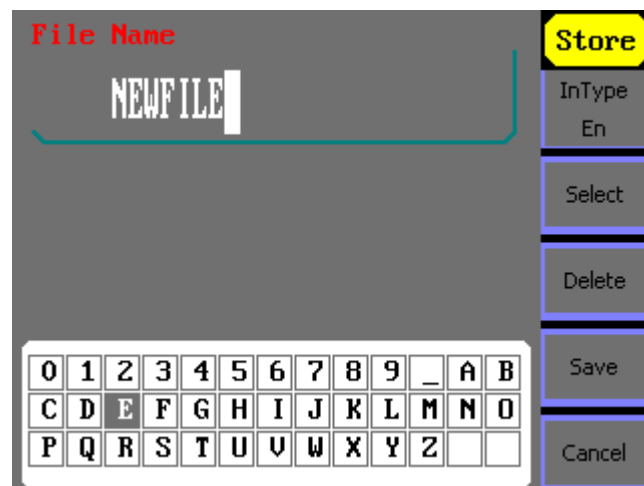 File Name
NEWFILE
Store
InType
En
Select
Delete
Save
Cancel
0 1 2 3 4 5 6 7 8 9 _ A B
C D E F G H I J K L M N O
P Q R S T U V W X Y Z